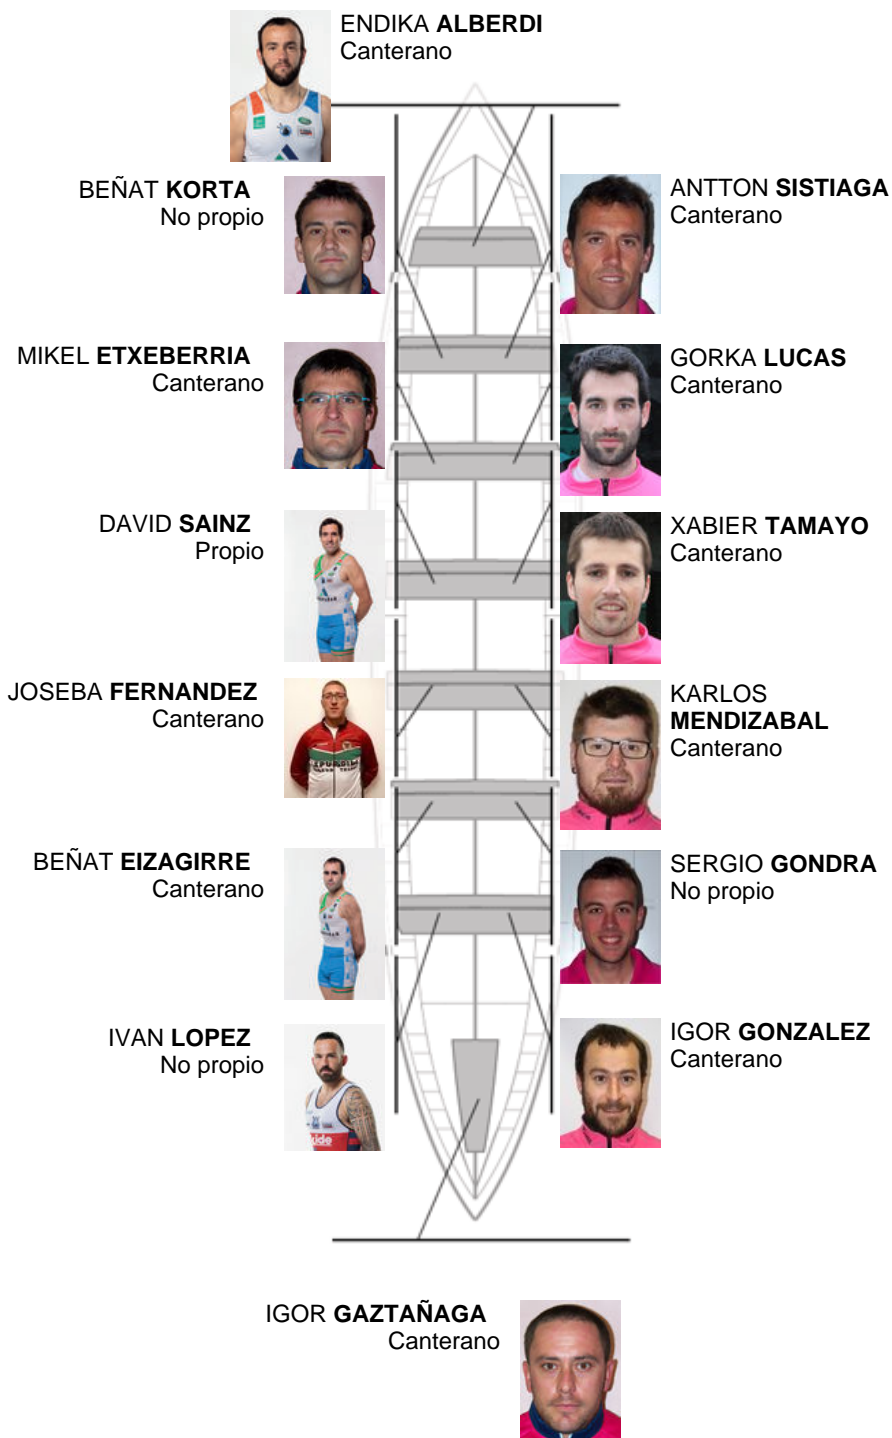 ENDIKA ALBERDI
Canterano
BEÑAT KORTA
No propio
ANTTON SISTIAGA
Canterano
MIKEL ETXEBERRIA
Canterano
GORKA LUCAS
Canterano
DAVID SAINZ
Propio
XABIER TAMAYO
Canterano
JOSEBA FERNANDEZ
Canterano
KARLOS
MENDIZABAL
Canterano
BEÑAT EIZAGIRRE
Canterano
SERGIO GONDRA
No propio
IVAN LOPEZ
No propio
IGOR GONZALEZ
Canterano
IGOR GAZTAÑAGA
Canterano